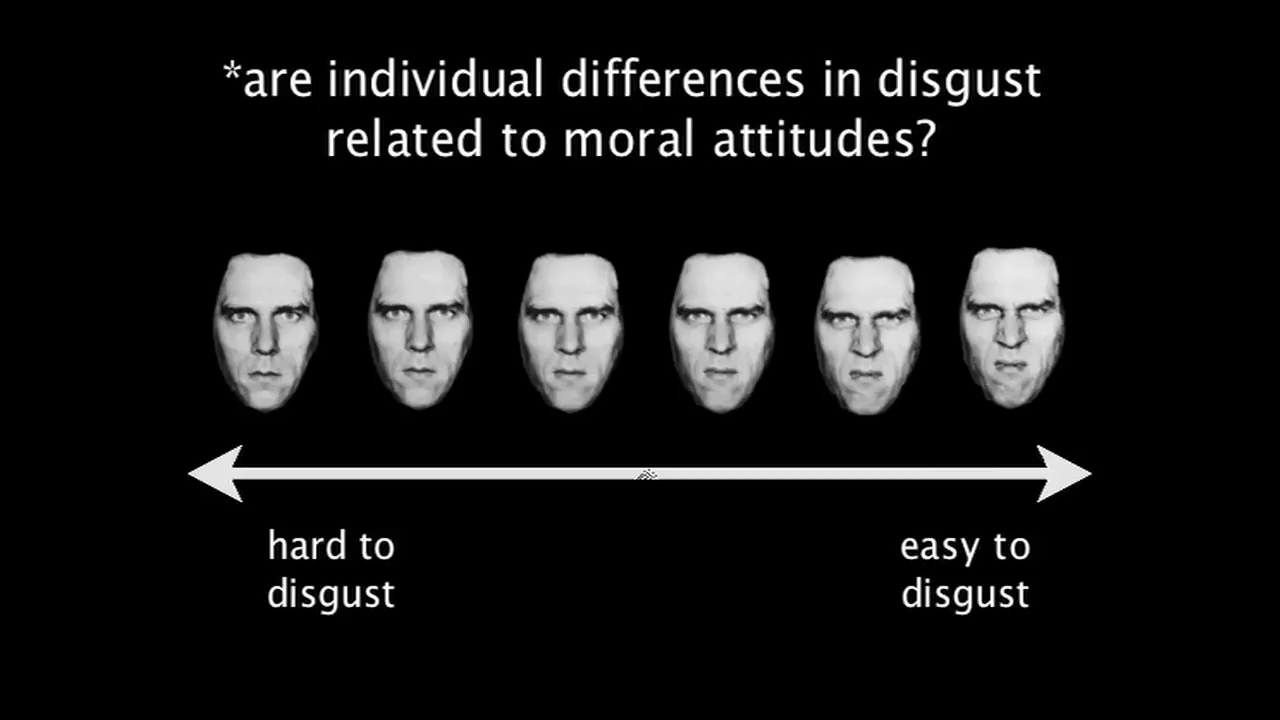 *are individual differences in disgust
related to moral attitudes?
hard to
disgust
easy to
disgust